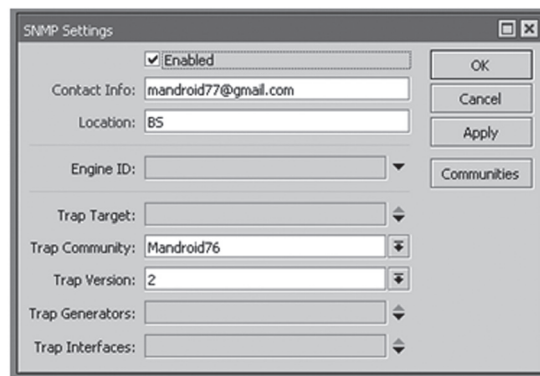 SNMP Settings
Enabled
OK
Contact Info: mandroid77@gmail.com
Cancel
Location: BS
Apply
Engine ID:
Communities
Trap Target:
Trap Community: Mandroid76
Trap Version: 2
Trap Generators:
Trap Interfaces: